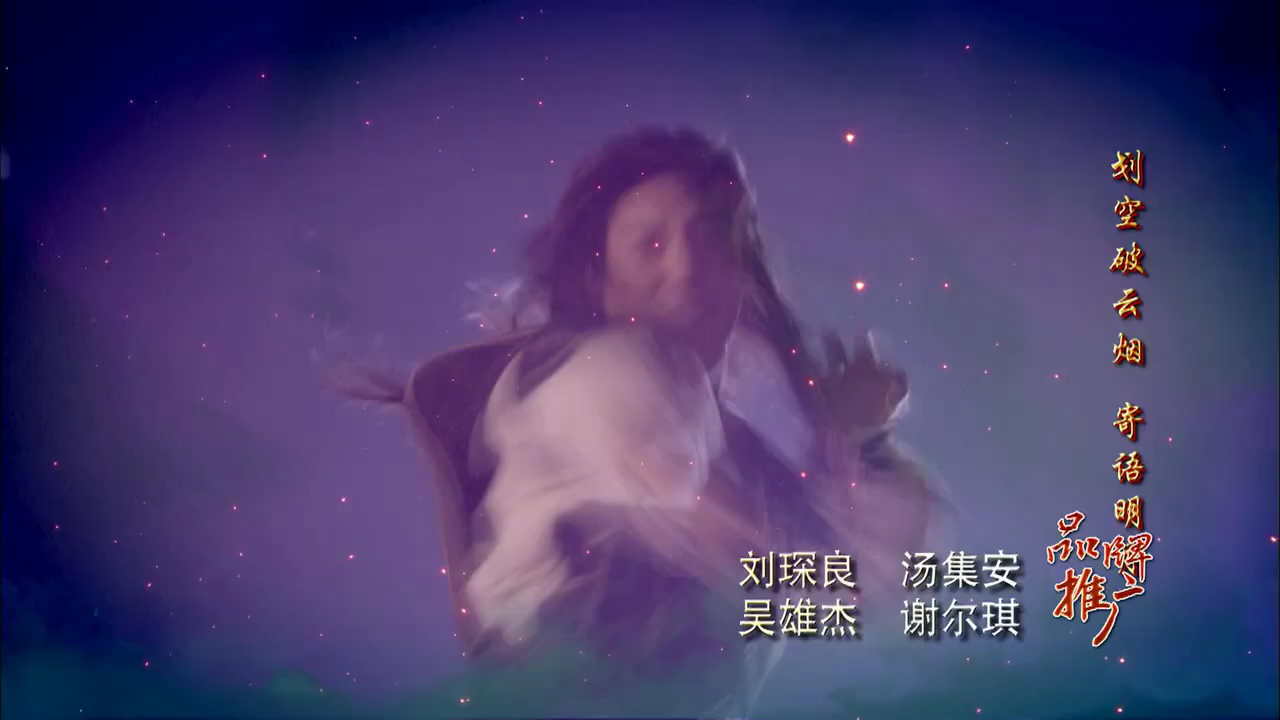 划空破云烟 寄语明
品牌
推广
刘琛良 汤集安
吴雄杰 谢尔琪